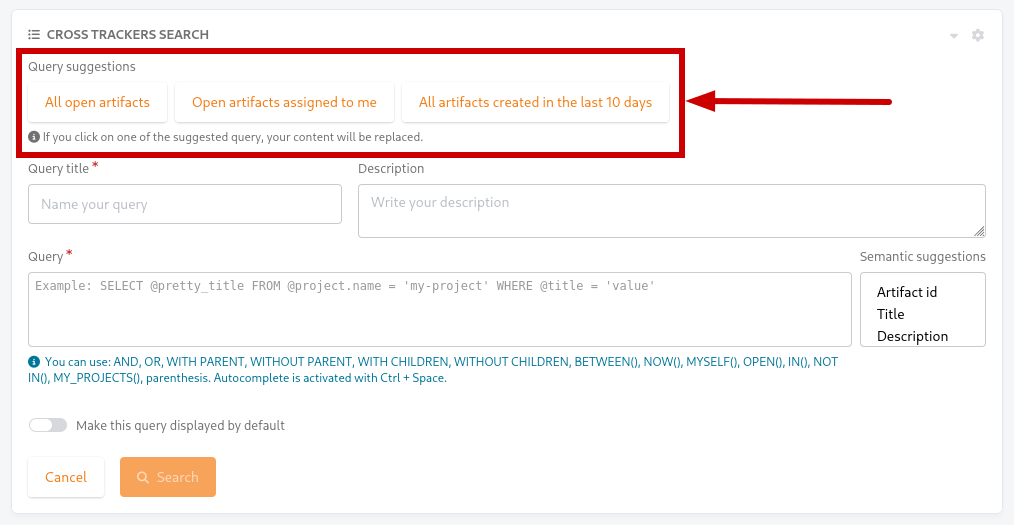 CROSS TRACKERS SEARCH
Query suggestions
All open artifacts
Open artifacts assigned to me
All artifacts created in the last 10 days
If you click on one of the suggested query, your content will be replaced.
Query title *
Description
Name your query
Write your description
Query *
Semantic suggestions
Example: SELECT @pretty_title FROM @project.name = 'my-project' WHERE @title = 'value'
Artifact id
Title
Description
You can use: AND, OR, WITH PARENT, WITHOUT PARENT, WITH CHILDREN, WITHOUT CHILDREN, BETWEEN(), NOW(), MYSELF(), OPEN(), IN(), NOT
IN(), MY_PROJECTS(), parenthesis. Autocomplete is activated with Ctrl + Space.
Make this query displayed by default
Cancel
Search